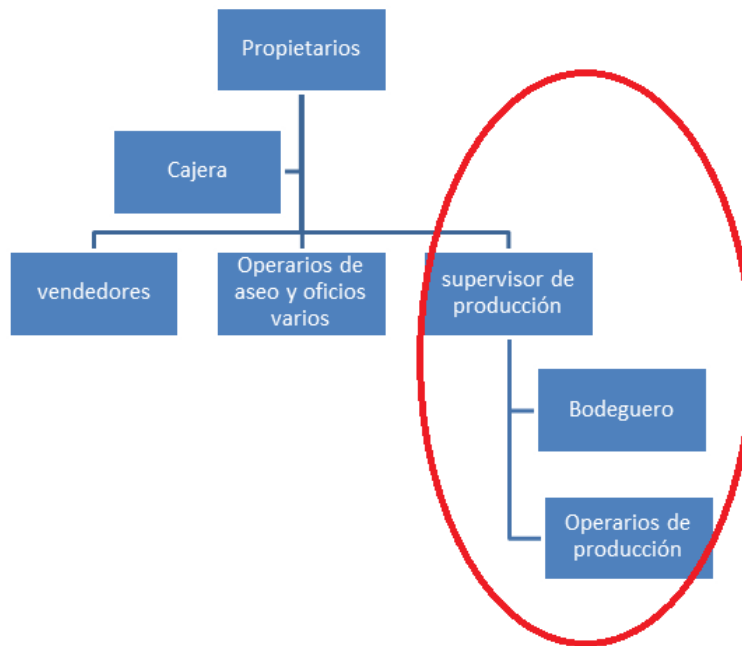 Propietarios
Cajera
vendedores
Operarios de
aseo y oficios
varios
supervisor de
producción
Bodeguero
Operarios de
producción